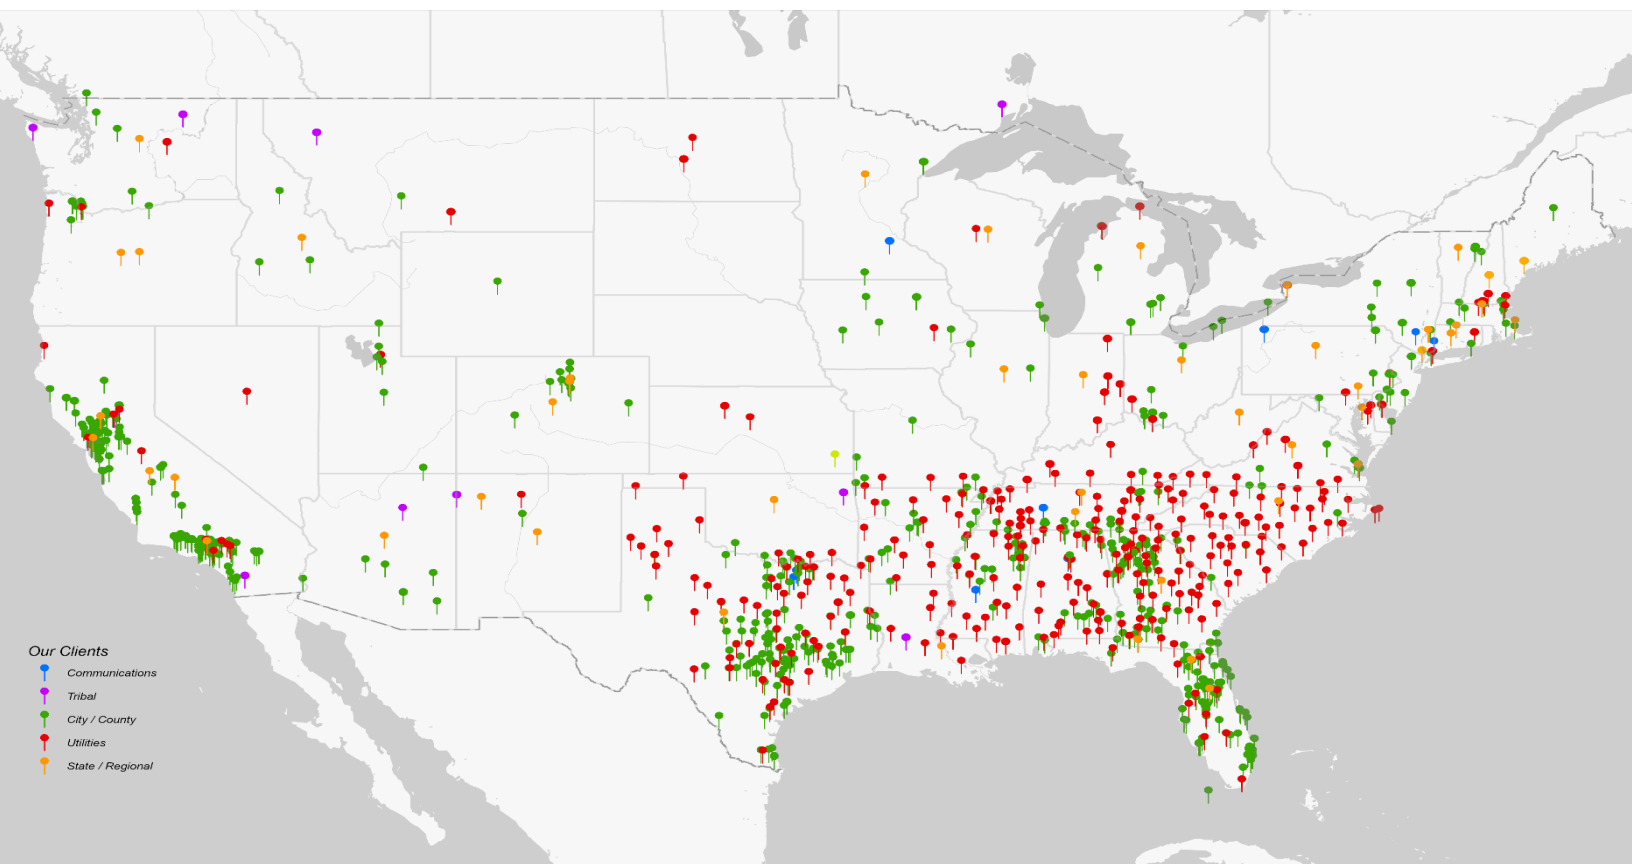 Our Clients
Communications
Tribal
City / County
Utilities
State / Regional